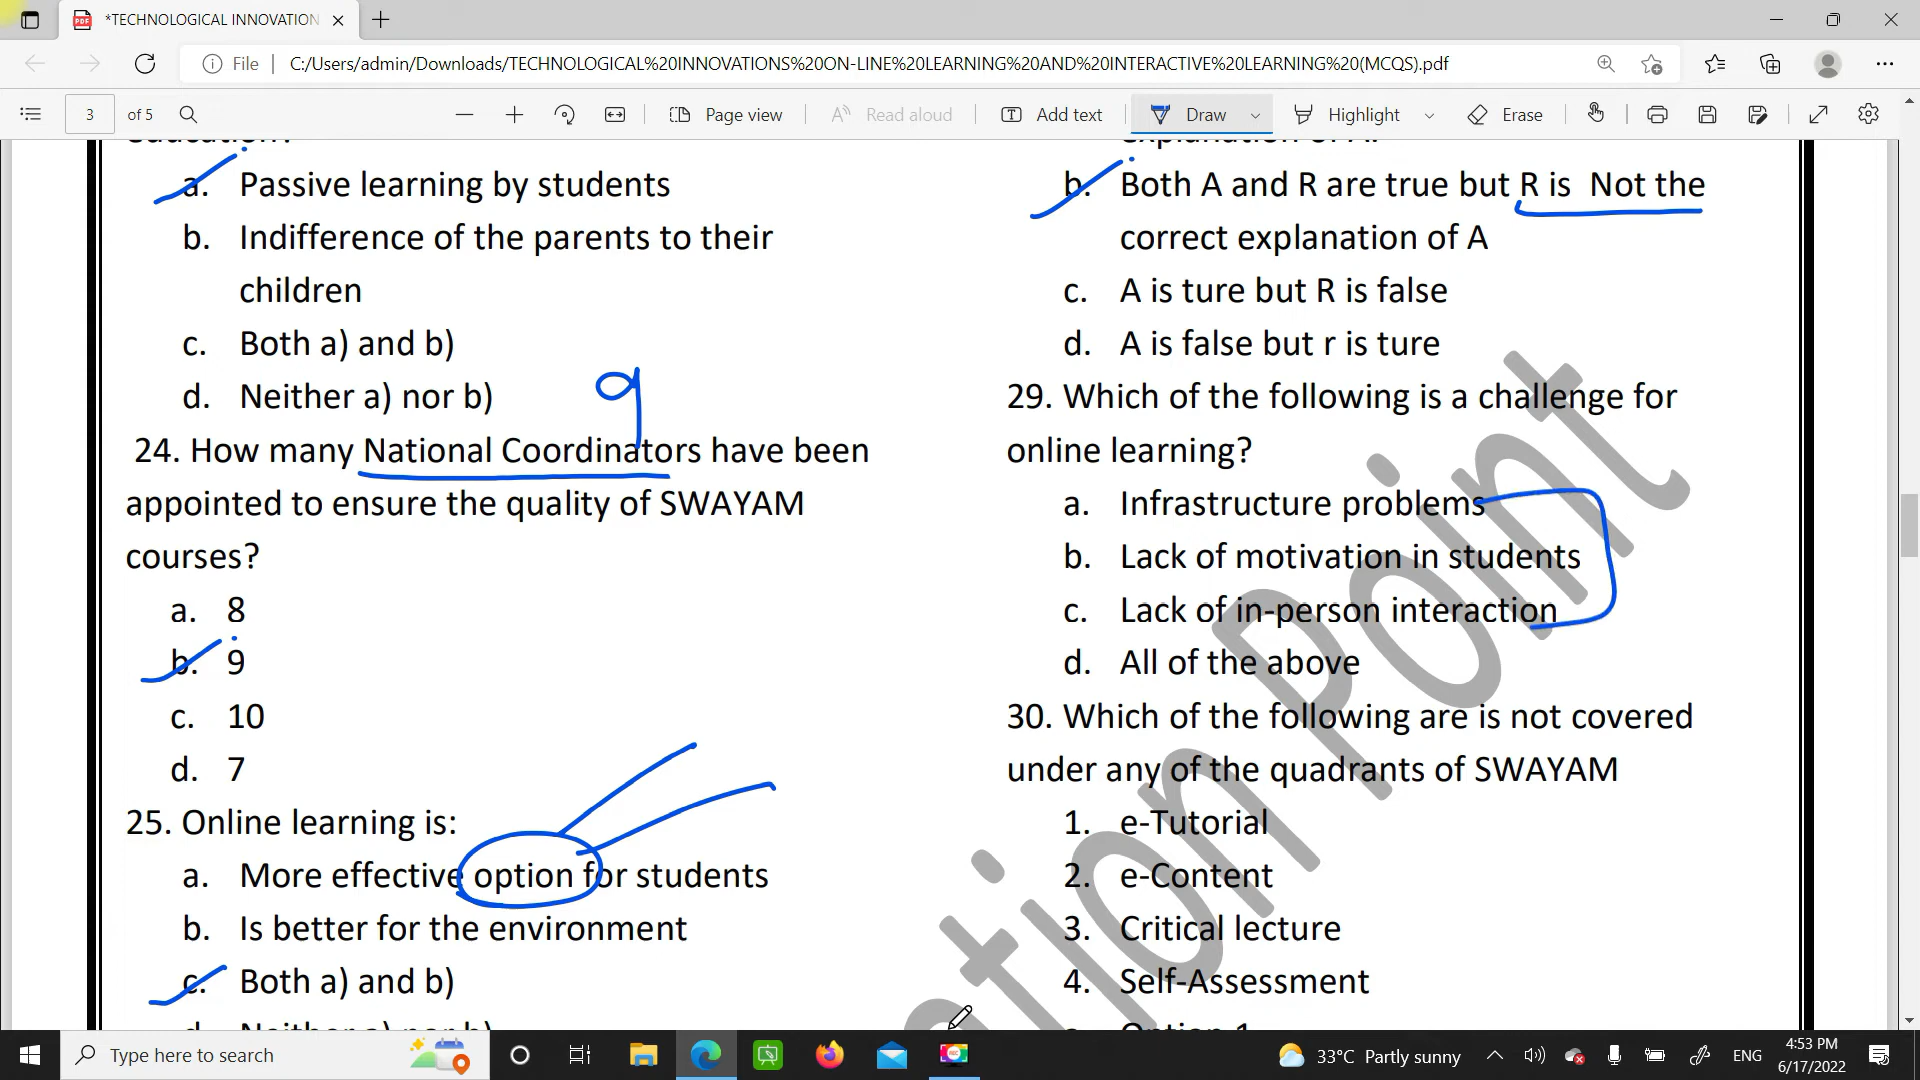 *TECHNOLOGICAL INNOVATION
File
C:/Users/admin/Downloads/TECHNOLOGICAL%20INNOVATIONS%20ON-LINE%20LEARNING%20AND%20INTERACTIVE%20LEARNING%20(MCQS).pdf
3 of 5
Page view
Read aloud
Add text
Draw
Highlight
Erase
a. Passive learning by students
b. Indifference of the parents to their
children
c. Both a) and b)
d. Neither a) nor b)
9
24. How many National Coordinators have been
appointed to ensure the quality of SWAYAM
courses?
a. 8
b. 9
c. 10
d. 7
25. Online learning is:
a. More effective option for students
b. Is better for the environment
c. Both a) and b)
d. Neither a) nor b)
explanation of A.
b. Both A and R are true but R is Not the
correct explanation of A
c. A is ture but R is false
d. A is false but r is ture
29. Which of the following is a challenge for
online learning?
a. Infrastructure problems
b. Lack of motivation in students
c. Lack of in-person interaction
d. All of the above
30. Which of the following are is not covered
under any of the quadrants of SWAYAM
1. e-Tutorial
2. e-Content
3. Critical lecture
4. Self-Assessment
a. Option 1
Point
Type here to search
33°C Partly sunny
ENG
4:53 PM
6/17/2022